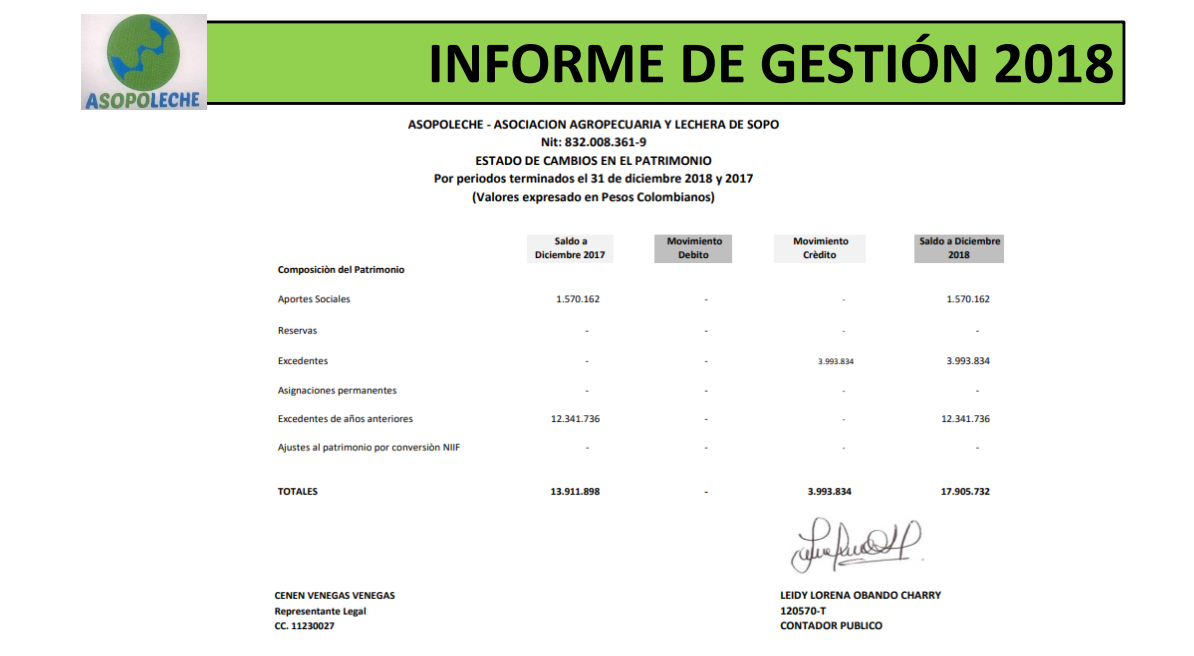 ASOPOLECHE
INFORME DE GESTIÓN 2018
ASOPOLECHE - ASOCIACION AGROPECUARIA Y LECHERA DE SOPO
Nit: 832.008.361-9
ESTADO DE CAMBIOS EN EL PATRIMONIO
Por periodos terminados el 31 de diciembre 2018 y 2017
(Valores expresado en Pesos Colombianos)
Saldo a Movimiento Movimiento Saldo a Diciembre
Diciembre 2017 Debito Crèdito 2018
Composiciòn del Patrimonio
Aportes Sociales 1.570.162 - - 1.570.162
Reservas - - - -
Excedentes - - 3.993.834 3.993.834
Asignaciones permanentes - - - -
Excedentes de años anteriores 12.341.736 - - 12.341.736
Ajustes al patrimonio por conversiòn NIIF - - - -
TOTALES 13.911.898 - 3.993.834 17.905.732
CENEN VENEGAS VENEGAS LEIDY LORENA OBANDO CHARRY
Representante Legal 120570-T
CC. 11230027 CONTADOR PUBLICO